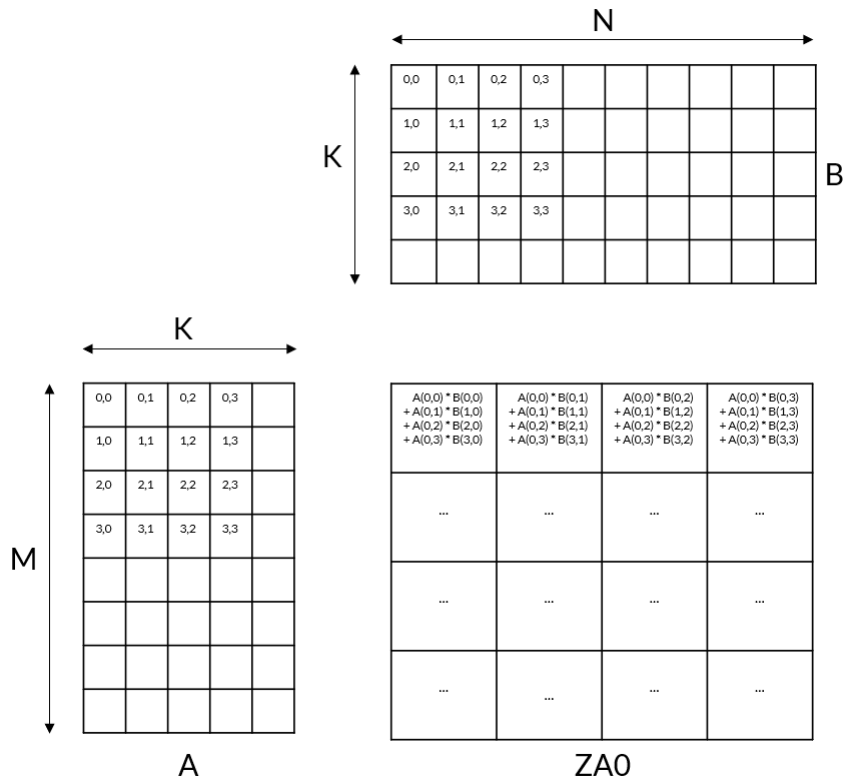 N
0,0 0,1 0,2 0,3
K
1,0 1,1 1,2 1,3
2,0 2,1 2,2 2,3
B
3,0 3,1 3,2 3,3
K
0,0 0,1 0,2 0,3
1,0 1,1 1,2 1,3
2,0 2,1 2,2 2,3
3,0 3,1 3,2 3,3
M
A
A(0,0) * B(0,0)
+ A(0,1) * B(1,0)
+ A(0,2) * B(2,0)
+ A(0,3) * B(3,0)
A(0,0) * B(0,1)
+ A(0,1) * B(1,1)
+ A(0,2) * B(2,1)
+ A(0,3) * B(3,1)
A(0,0) * B(0,2)
+ A(0,1) * B(1,2)
+ A(0,2) * B(2,2)
+ A(0,3) * B(3,2)
A(0,0) * B(0,3)
+ A(0,1) * B(1,3)
+ A(0,2) * B(2,3)
+ A(0,3) * B(3,3)
... ... ... ...
... ... ... ...
... ... ... ...
ZA0